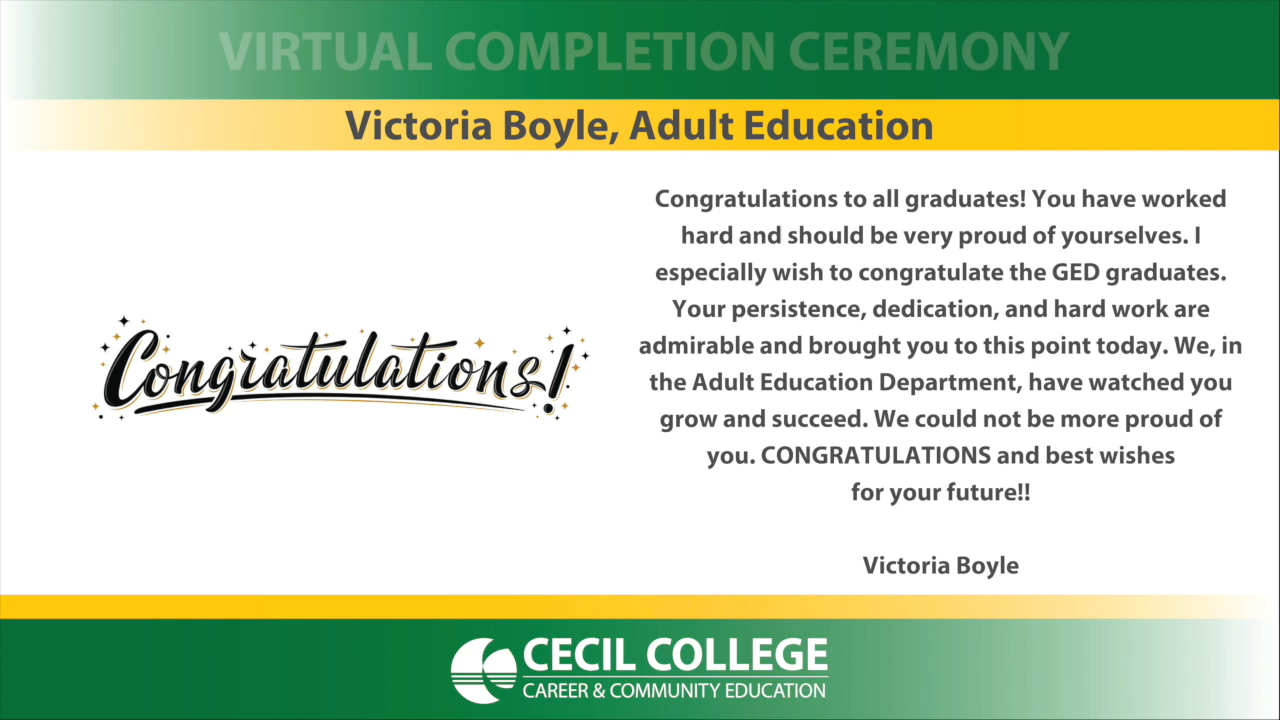 VIRTUAL COMPLETION CEREMONY
Victoria Boyle, Adult Education
Congratulations!
Congratulations to all graduates! You have worked
hard and should be very proud of yourselves. I
especially wish to congratulate the GED graduates.
Your persistence, dedication, and hard work are
admirable and brought you to this point today. We, in
the Adult Education Department, have watched you
grow and succeed. We could not be more proud of
you. CONGRATULATIONS and best wishes
for your future!!
Victoria Boyle
CECIL COLLEGE
CAREER & COMMUNITY EDUCATION